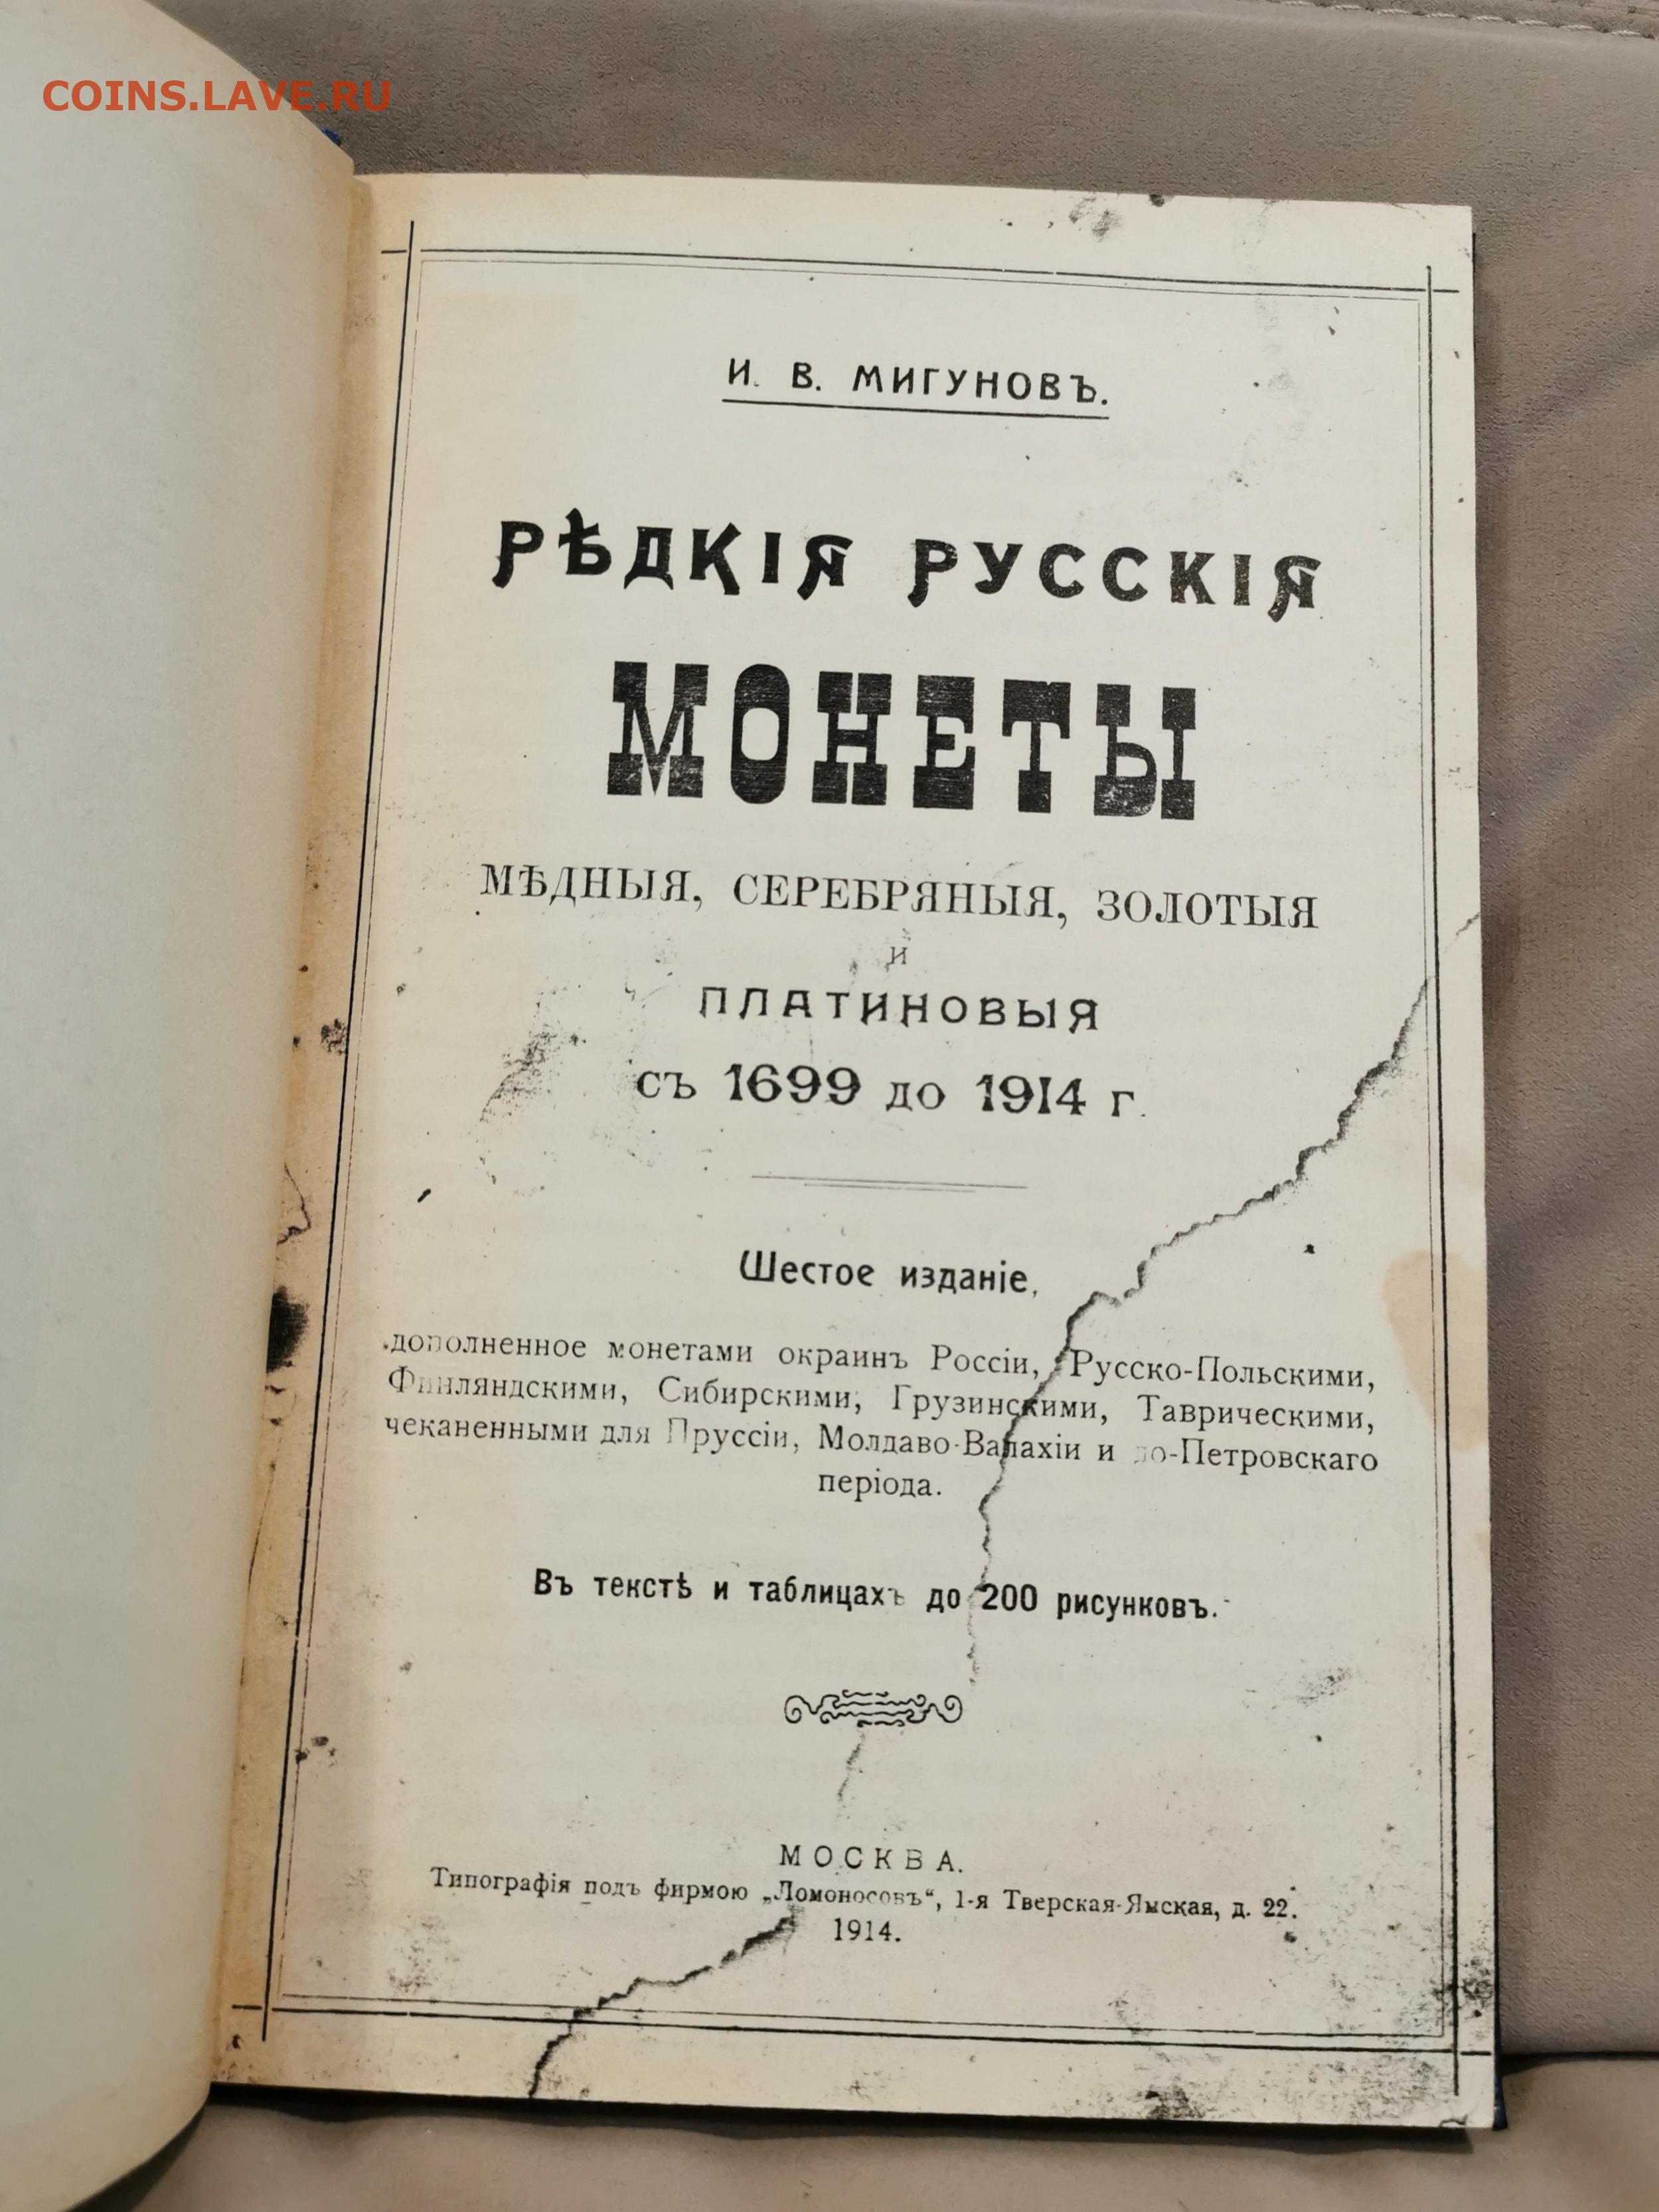 COINS.LAVE.RU
И. В. МИГУНОВЪ.
РѢДКІЯ РУССКІЯ
МОНЕТЫ
МѢДНЫЯ, СЕРЕБРЯНЫЯ, ЗОЛОТЫЯ
И
ПЛАТИНОВЫЯ
съ 1699 до 1914 г.
Шестое изданіе,
дополненное монетами окраинъ Россіи, Русско-Польскими,
Финляндскими, Сибирскими, Грузинскими, Таврическими,
чеканенными для Пруссіи, Молдаво-Валахіи и до-Петровскаго
періода.
Въ текстѣ и таблицахъ до 200 рисунковъ.
МОСКВА.
Типографія подъ фирмою „Ломоносовъ“, 1-я Тверская-Ямская, д. 22.
1914.